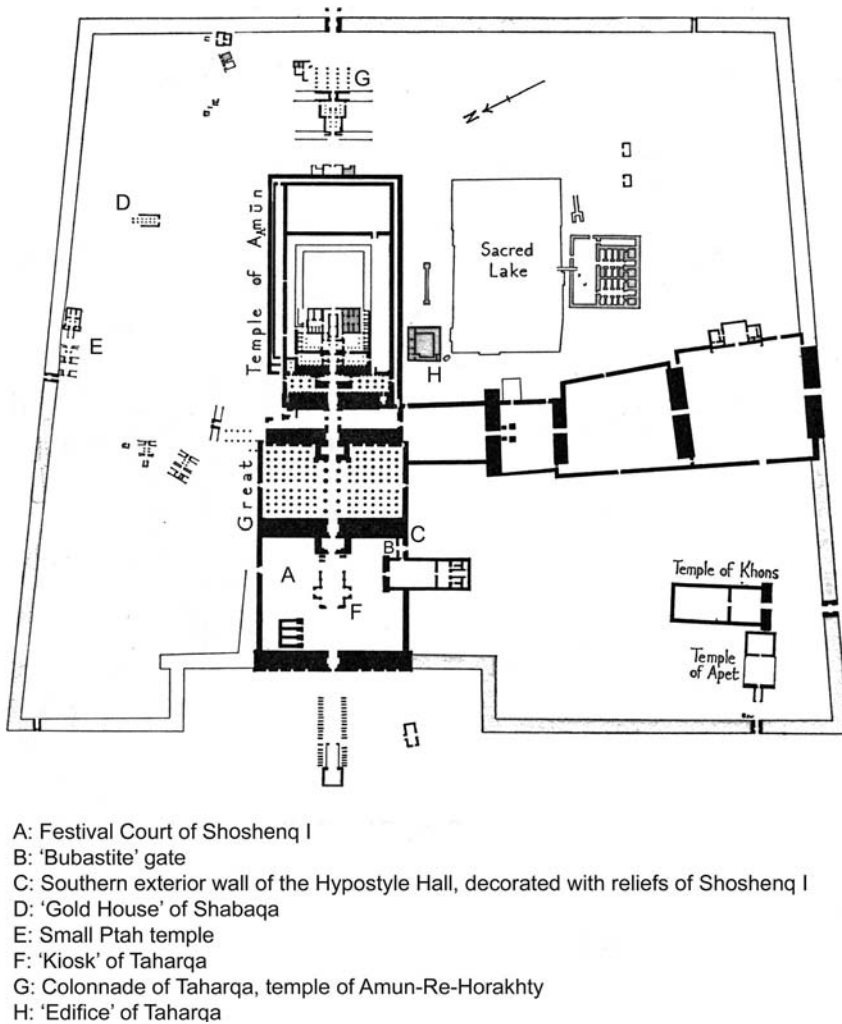 G
N
D
Temple of Amūn
Sacred
Lake
E
H
Great
C
B
A
Temple of Khons
F
Temple
of Apet
A: Festival Court of Shoshenq I
B: ‘Bubastite’ gate
C: Southern exterior wall of the Hypostyle Hall, decorated with reliefs of Shoshenq I
D: ‘Gold House’ of Shabaqa
E: Small Ptah temple
F: ‘Kiosk’ of Taharqa
G: Colonnade of Taharqa, temple of Amun-Re-Horakhty
H: ‘Edifice’ of Taharqa